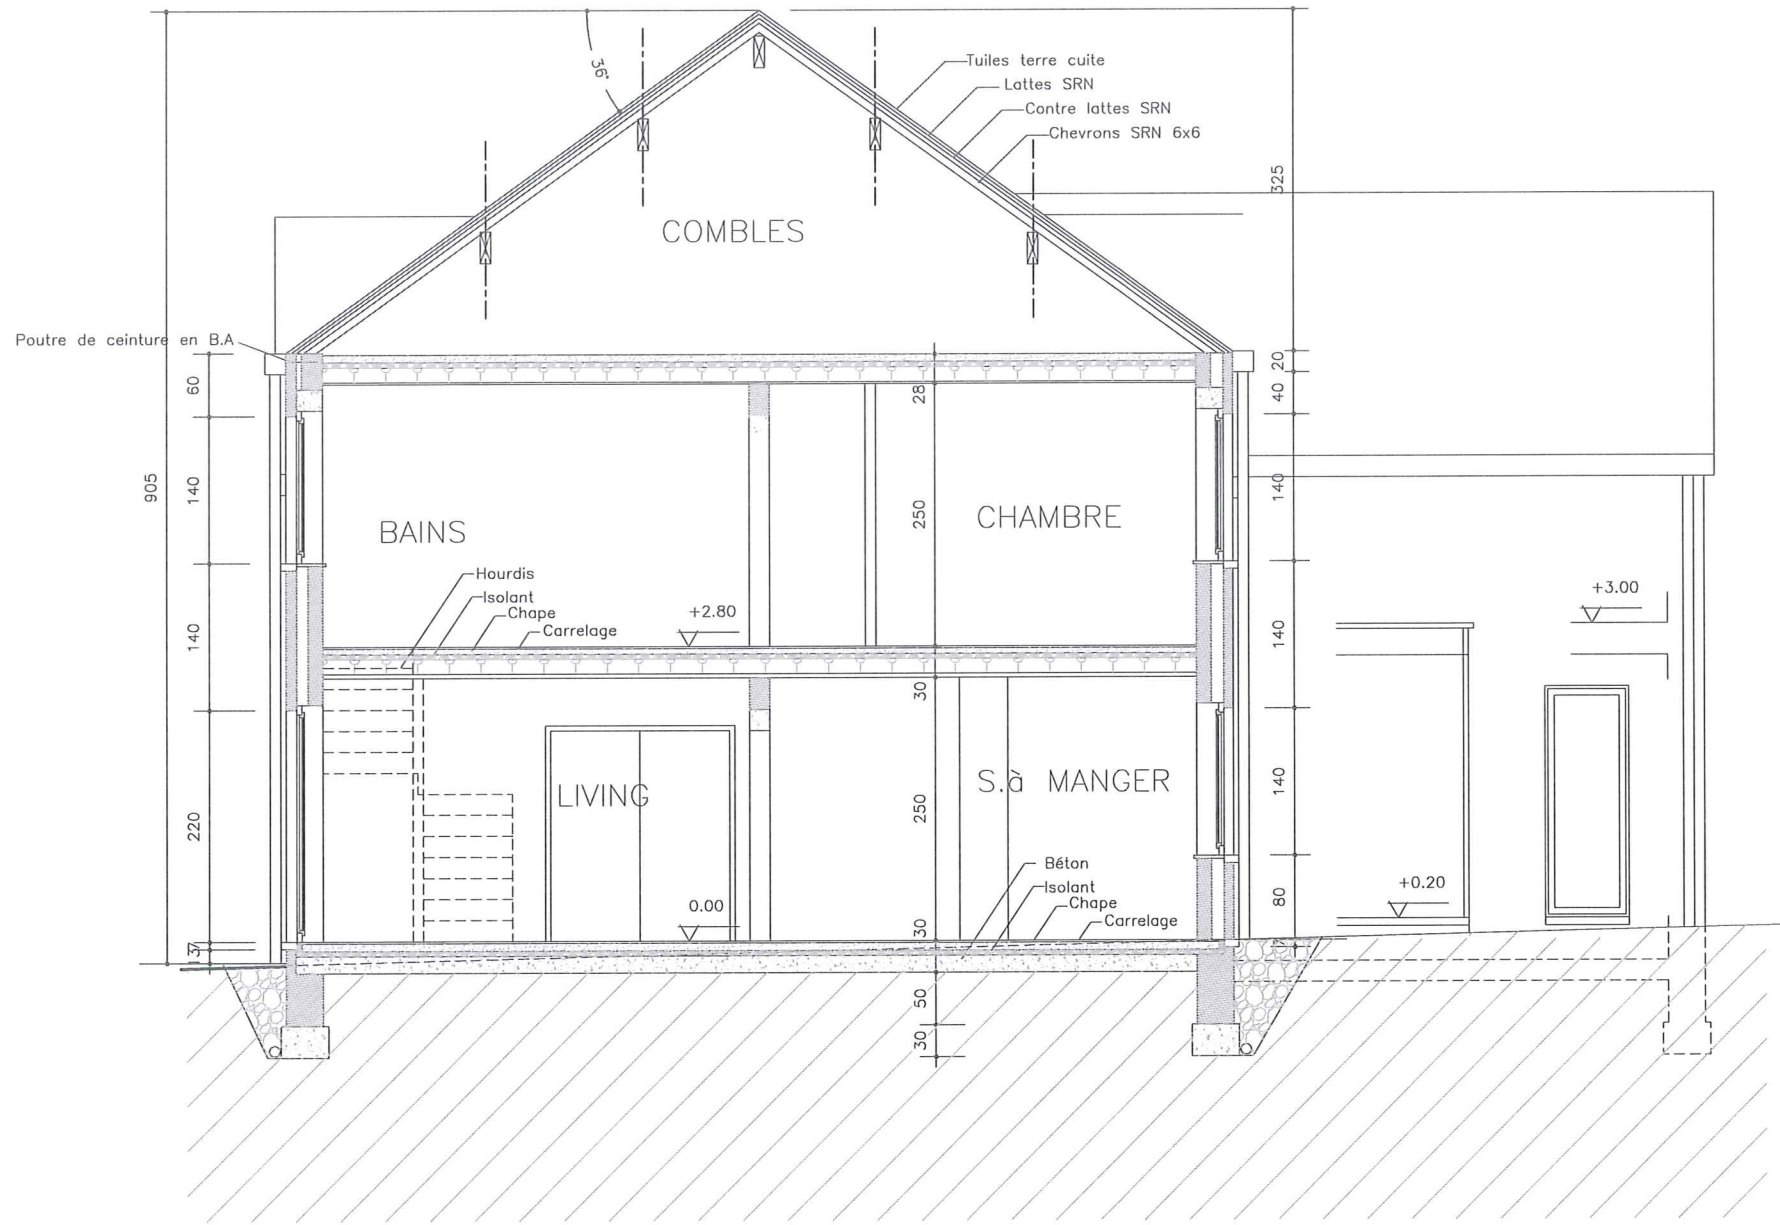 36°
Tuiles terre cuite
Lattes SRN
Contre lattes SRN
Chevrons SRN 6x6
325
COMBLES
Poutre de ceinture en B.A
60
28
20
40
905
140
250
140
BAINS
CHAMBRE
Hourdis
Isolant
Chape
Carrelage
+2.80
+3.00
140
140
30
220
LIVING
250
S.à MANGER
140
Béton
Isolant
Chape
Carrelage
0.00
+0.20
80
30
50
30